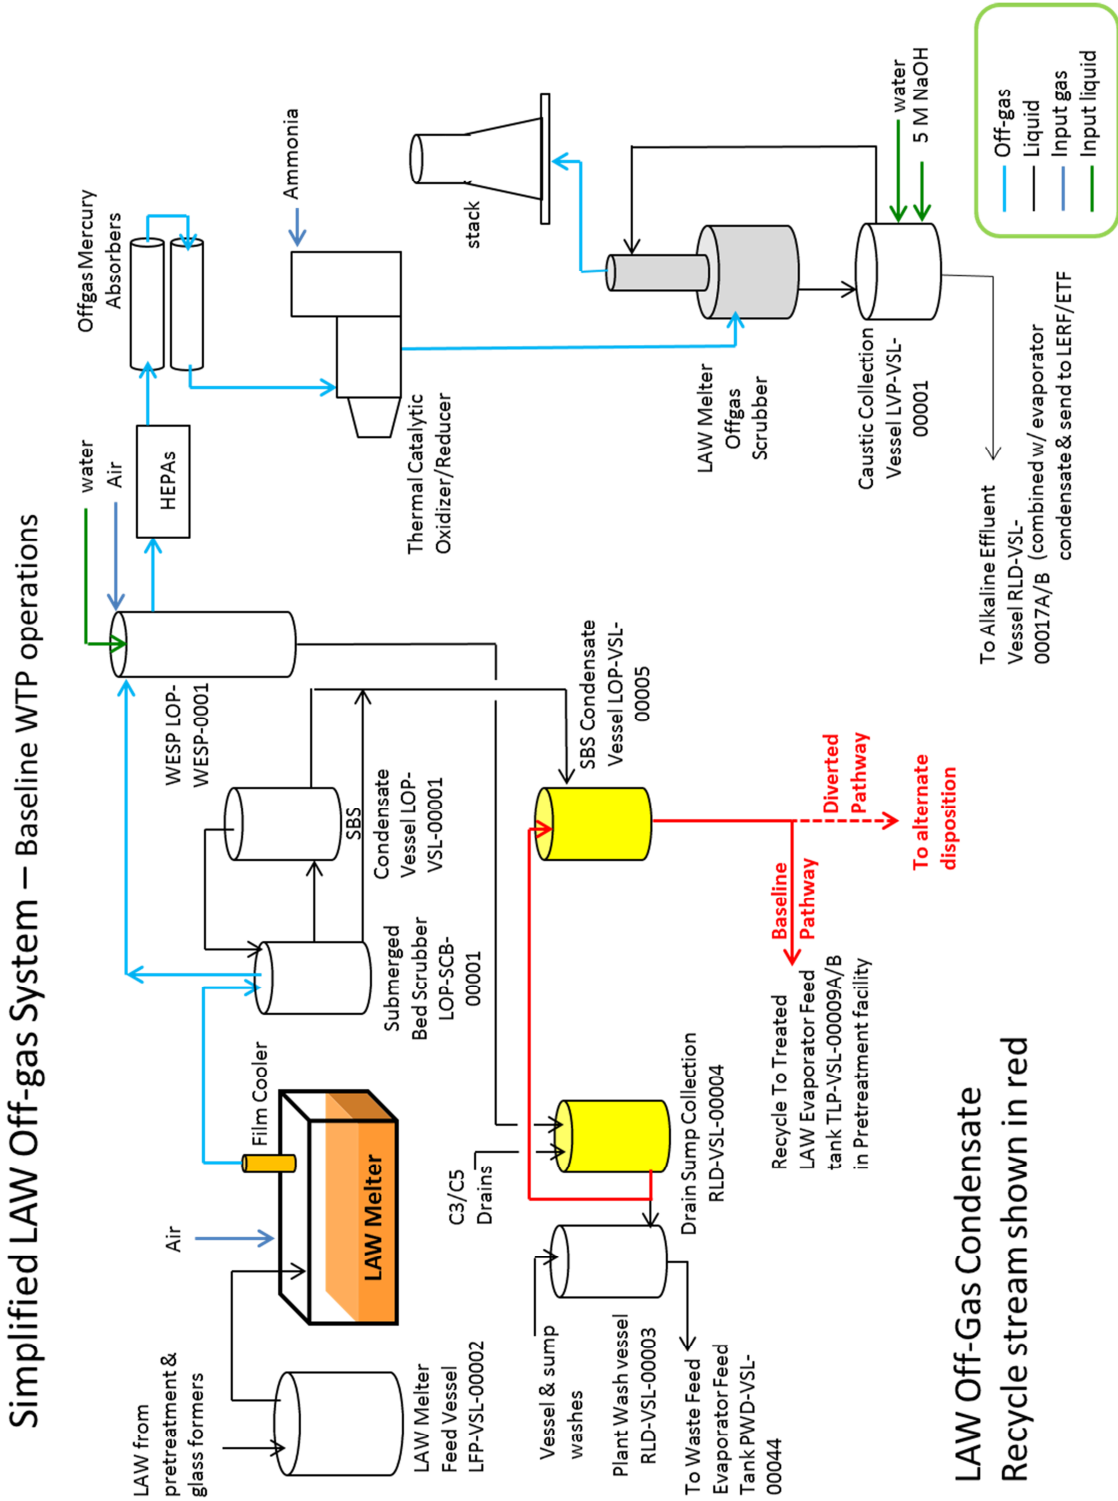 Simplified LAW Off-gas System – Baseline WTP operations
LAW from
pretreatment &
glass formers
LAW Melter
Feed Vessel
LFP-VSL-00002
Air
LAW Melter
Film Cooler
Submerged
Bed Scrubber
LOP-SCB-
00001
SBS
Condensate
Vessel LOP-
VSL-00001
WESP LOP-
WESP-0001
water
Air
HEPAs
Offgas Mercury
Absorbers
Ammonia
Thermal Catalytic
Oxidizer/Reducer
stack
LAW Melter
Offgas
Scrubber
Caustic Collection
Vessel LVP-VSL-
00001
water
5 M NaOH
To Alkaline Effluent
Vessel RLD-VSL-
00017A/B (combined w/ evaporator
condensate & send to LERF/ETF
SBS Condensate
Vessel LOP-VSL-
00005
C3/C5
Drains
Drain Sump Collection
RLD-VSL-00004
Vessel & sump
washes
Plant Wash vessel
RLD-VSL-00003
To Waste Feed
Evaporator Feed
Tank PWD-VSL-
00044
Baseline
Pathway
Diverted
Pathway
To alternate
disposition
Recycle To Treated
LAW Evaporator Feed
tank TLP-VSL-00009A/B
in Pretreatment facility
LAW Off-Gas Condensate
Recycle stream shown in red
Off-gas
Liquid
Input gas
Input liquid